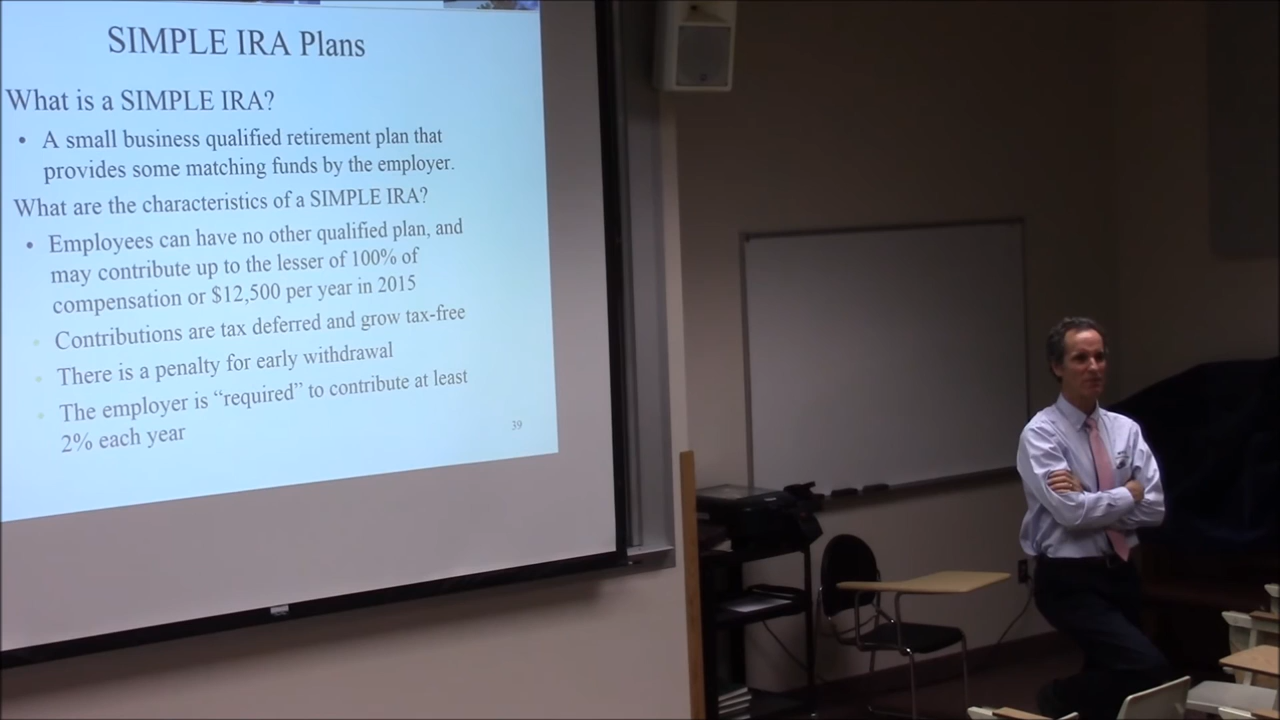 SIMPLE IRA Plans
What is a SIMPLE IRA?
• A small business qualified retirement plan that
provides some matching funds by the employer.
What are the characteristics of a SIMPLE IRA?
• Employees can have no other qualified plan, and
may contribute up to the lesser of 100% of
compensation or $12,500 per year in 2015
• Contributions are tax deferred and grow tax-free
• There is a penalty for early withdrawal
• The employer is “required” to contribute at least
2% each year
39